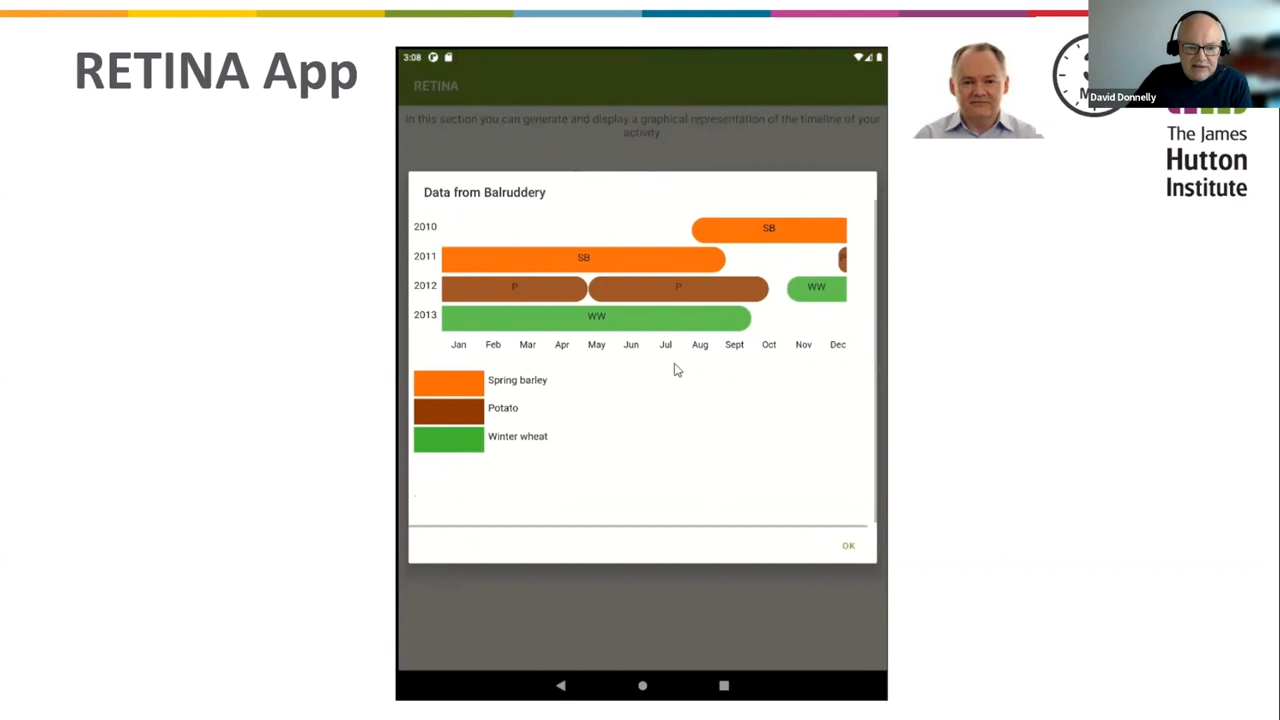 RETINA App
3:08
RETINA
In this section you can generate and display a graphical representation of the timeline of your
activity
Data from Balruddery
2010
SB
2011
SB
P
2012
P
P
WW
2013
WW
Jan Feb Mar Apr May Jun Jul Aug Sept Oct Nov Dec
Spring barley
Potato
Winter wheat
OK
David Donnelly
The James
Hutton
Institute